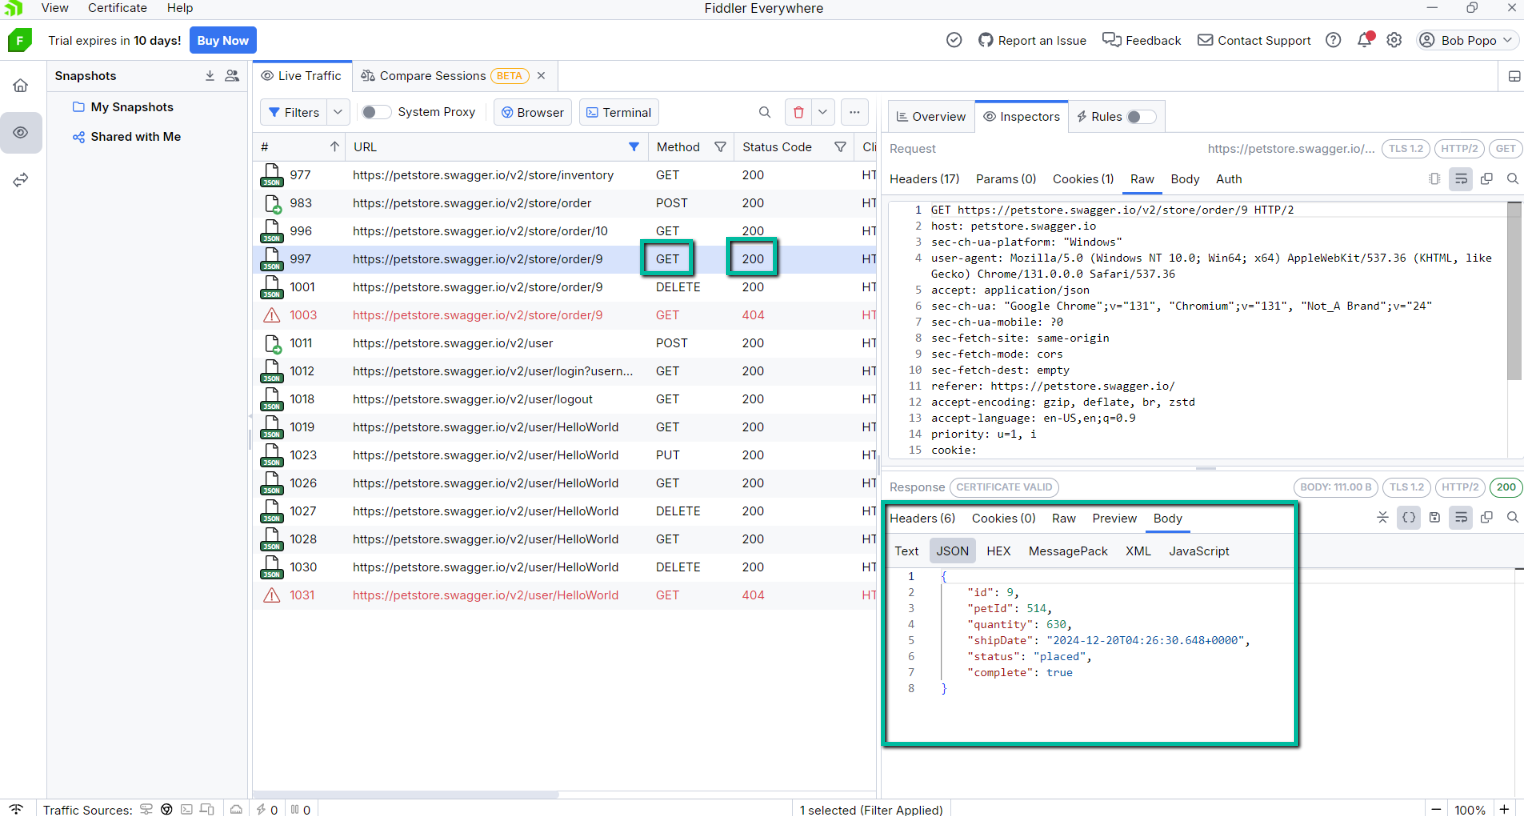 View Certificate Help Fiddler Everywhere
F Trial expires in 10 days! Buy Now Report an Issue Feedback Contact Support Bob Popo
Snapshots Live Traffic Compare Sessions BETA
My Snapshots
Shared with Me
Filters System Proxy Browser Terminal ...
# URL Method Status Code Cli
JSON 977 https://petstore.swagger.io/v2/store/inventory GET 200 HT
983 https://petstore.swagger.io/v2/store/order POST 200 HT
JSON 996 https://petstore.swagger.io/v2/store/order/10 GET 200 HT
JSON 997 https://petstore.swagger.io/v2/store/order/9 GET 200 HT
JSON 1001 https://petstore.swagger.io/v2/store/order/9 DELETE 200 HT
1003 https://petstore.swagger.io/v2/store/order/9 GET 404 HT
1011 https://petstore.swagger.io/v2/user POST 200 HT
JSON 1012 https://petstore.swagger.io/v2/user/login?usern... GET 200 HT
JSON 1018 https://petstore.swagger.io/v2/user/logout GET 200 HT
JSON 1019 https://petstore.swagger.io/v2/user/HelloWorld GET 200 HT
JSON 1023 https://petstore.swagger.io/v2/user/HelloWorld PUT 200 HT
JSON 1026 https://petstore.swagger.io/v2/user/HelloWorld GET 200 HT
JSON 1027 https://petstore.swagger.io/v2/user/HelloWorld DELETE 200 HT
JSON 1028 https://petstore.swagger.io/v2/user/HelloWorld GET 200 HT
JSON 1030 https://petstore.swagger.io/v2/user/HelloWorld DELETE 200 HT
1031 https://petstore.swagger.io/v2/user/HelloWorld GET 404 HT
Overview Inspectors Rules
Request https://petstore.swagger.io/... TLS 1.2 HTTP/2 GET
Headers (17) Params (0) Cookies (1) Raw Body Auth
1 GET https://petstore.swagger.io/v2/store/order/9 HTTP/2
2 host: petstore.swagger.io
3 sec-ch-ua-platform: "Windows"
4 user-agent: Mozilla/5.0 (Windows NT 10.0; Win64; x64) AppleWebKit/537.36 (KHTML, like
Gecko) Chrome/131.0.0.0 Safari/537.36
5 accept: application/json
6 sec-ch-ua: "Google Chrome";v="131", "Chromium";v="131", "Not_A Brand";v="24"
7 sec-ch-ua-mobile: ?0
8 sec-fetch-site: same-origin
9 sec-fetch-mode: cors
10 sec-fetch-dest: empty
11 referer: https://petstore.swagger.io/
12 accept-encoding: gzip, deflate, br, zstd
13 accept-language: en-US,en;q=0.9
14 priority: u=1, i
15 cookie:
Response CERTIFICATE VALID BODY: 111.00 B TLS 1.2 HTTP/2 200
Headers (6) Cookies (0) Raw Preview Body
Text JSON HEX MessagePack XML JavaScript
1 {
2 "id": 9,
3 "petId": 514,
4 "quantity": 630,
5 "shipDate": "2024-12-20T04:26:30.648+0000",
6 "status": "placed",
7 "complete": true
8 }
Traffic Sources: 0 0 1 selected (Filter Applied) 100%